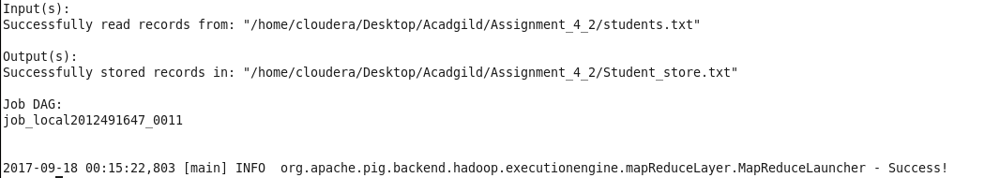 Input(s):
Successfully read records from: "/home/cloudera/Desktop/Acadgild/Assignment_4_2/students.txt"
Output(s):
Successfully stored records in: "/home/cloudera/Desktop/Acadgild/Assignment_4_2/Student_store.txt"
Job DAG:
job_local2012491647_0011
2017-09-18 00:15:22,803 [main] INFO  org.apache.pig.backend.hadoop.executionengine.mapReduceLayer.MapReduceLauncher - Success!